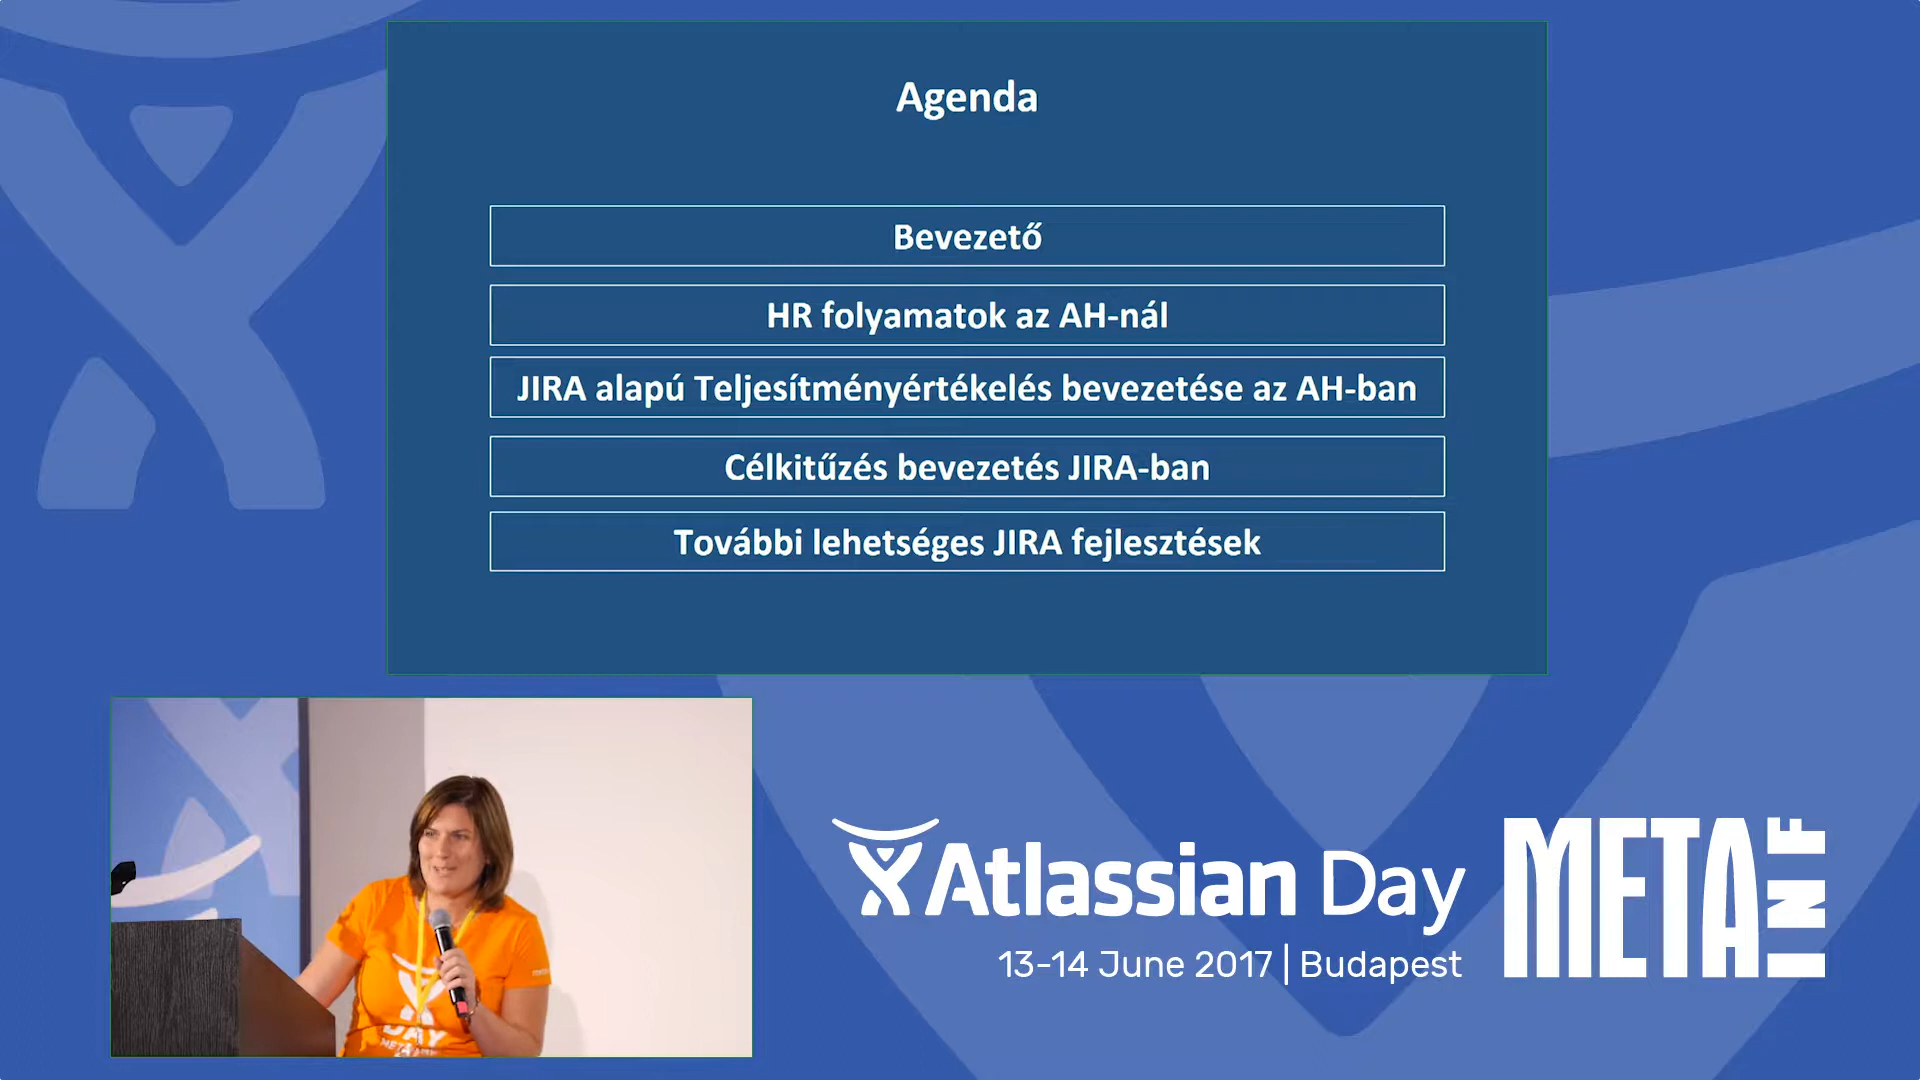 Agenda
Bevezető
HR folyamatok az AH-nál
JIRA alapú Teljesítményértékelés bevezetése az AH-ban
Célkitűzés bevezetés JIRA-ban
További lehetséges JIRA fejlesztések
Atlassian Day
13-14 June 2017 | Budapest
META
INF
DAY